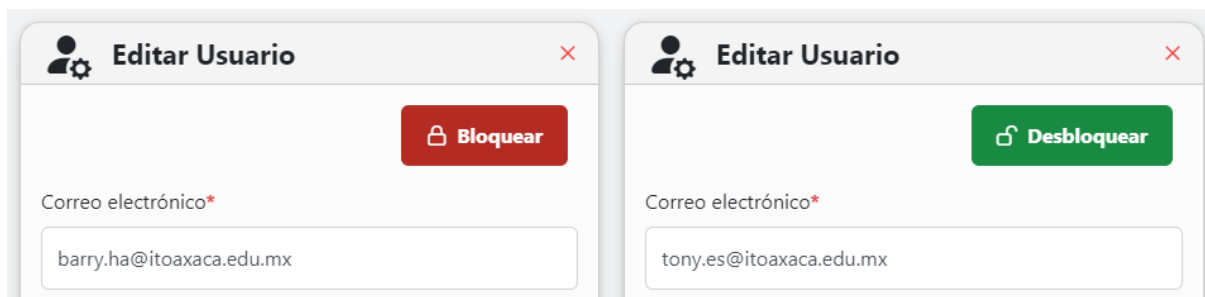 Editar Usuario
Bloquear
Correo electrónico*
barry.ha@itoaxaca.edu.mx
Editar Usuario
Desbloquear
Correo electrónico*
tony.es@itoaxaca.edu.mx